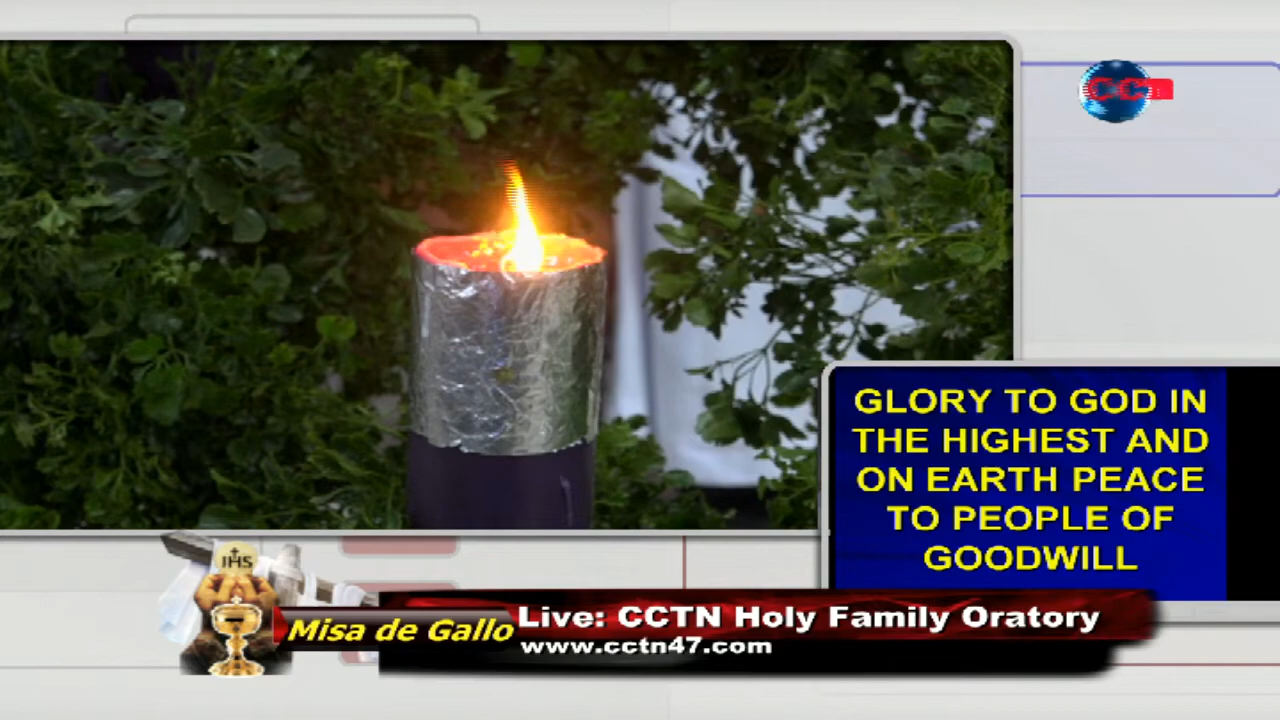 CCT
GLORY TO GOD IN
THE HIGHEST AND
ON EARTH PEACE
TO PEOPLE OF
GOODWILL
IHS
Misa de Gallo
Live: CCTN Holy Family Oratory
www.cctn47.com